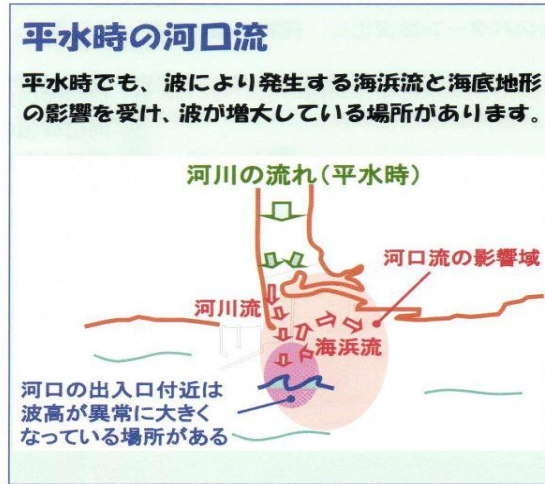 平水時の河口流
平水時でも、波により発生する海浜流と海底地形
の影響を受け、波が増大している場所があります。
河川の流れ（平水時）
河口流の影響域
河川流
海浜流
河口の出入口付近は
波高が異常に大きく
なっている場所がある